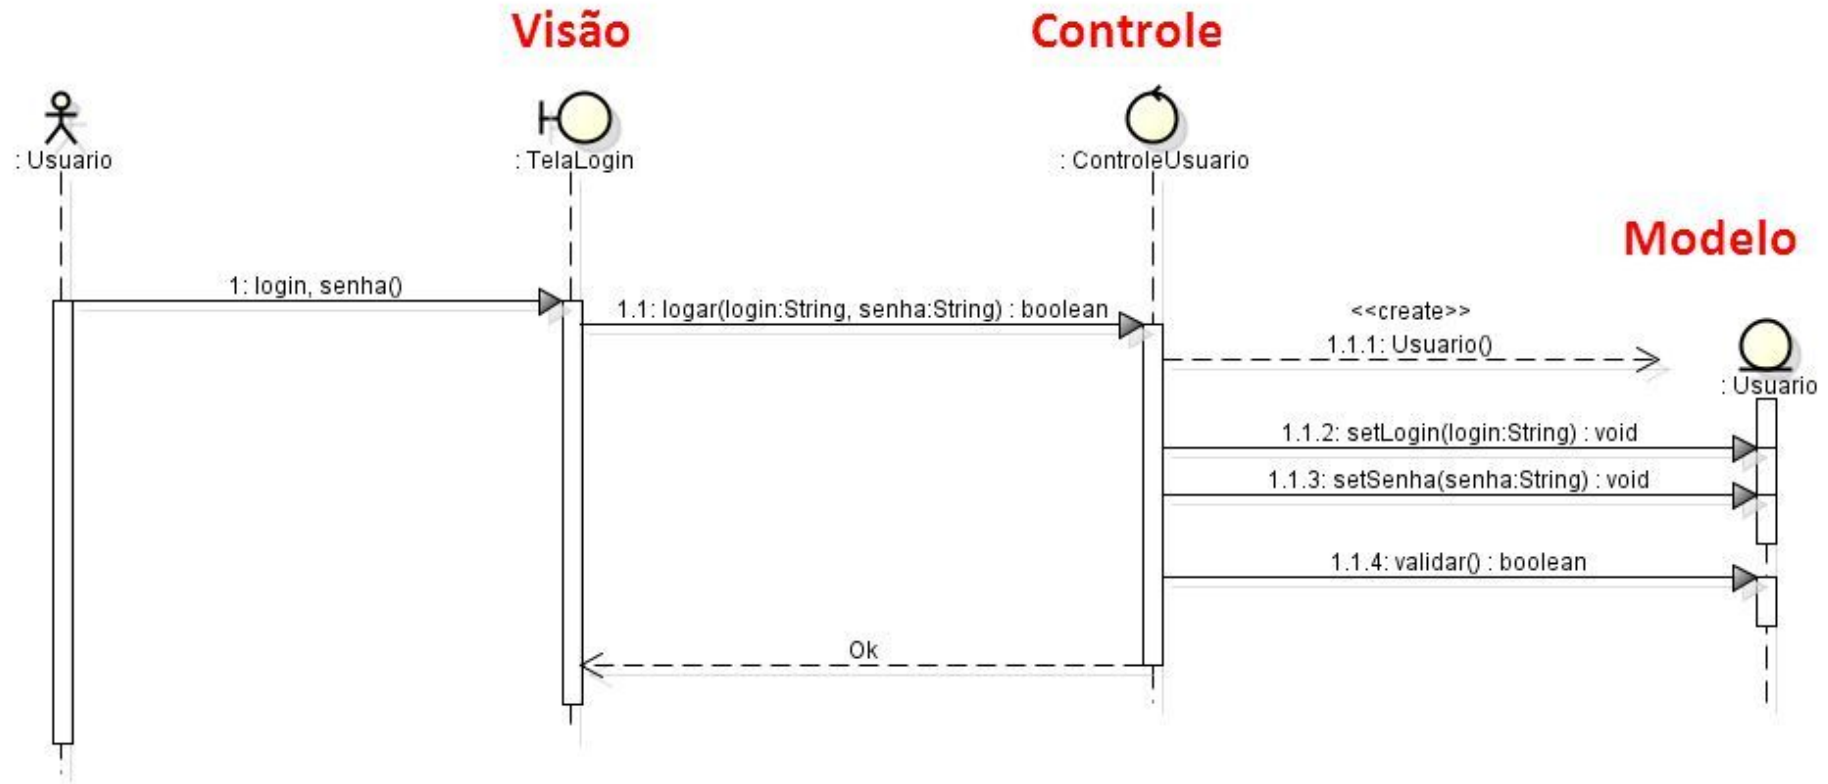 Visão
Controle
: Usuario
: TelaLogin
: ControleUsuario
Modelo
1: login, senha()
1.1: logar(login:String, senha:String) : boolean
<<create>>
1.1.1: Usuario()
: Usuario
1.1.2: setLogin(login:String) : void
1.1.3: setSenha(senha:String) : void
1.1.4: validar() : boolean
Ok